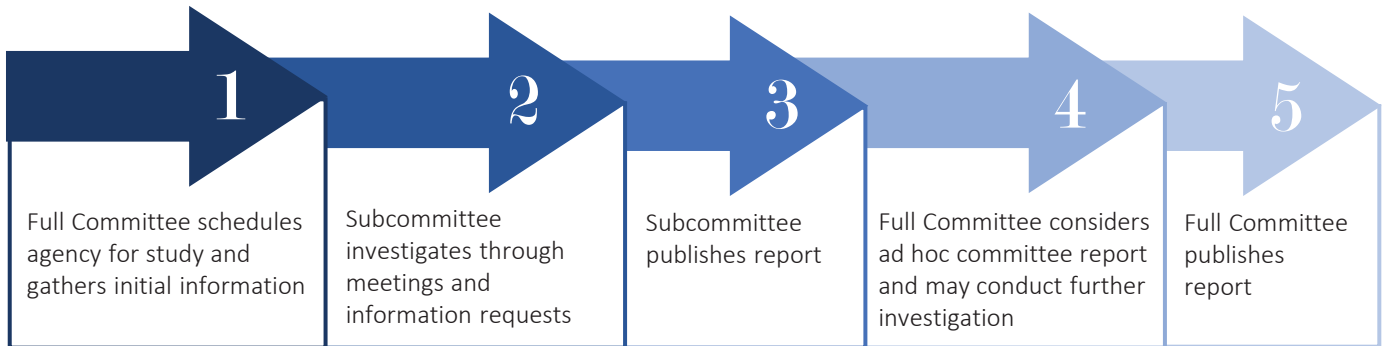 1
Full Committee schedules
agency for study and
gathers initial information
2
Subcommittee
investigates through
meetings and
information requests
3
Subcommittee
publishes report
4
Full Committee considers
ad hoc committee report
and may conduct further
investigation
5
Full Committee
publishes
report